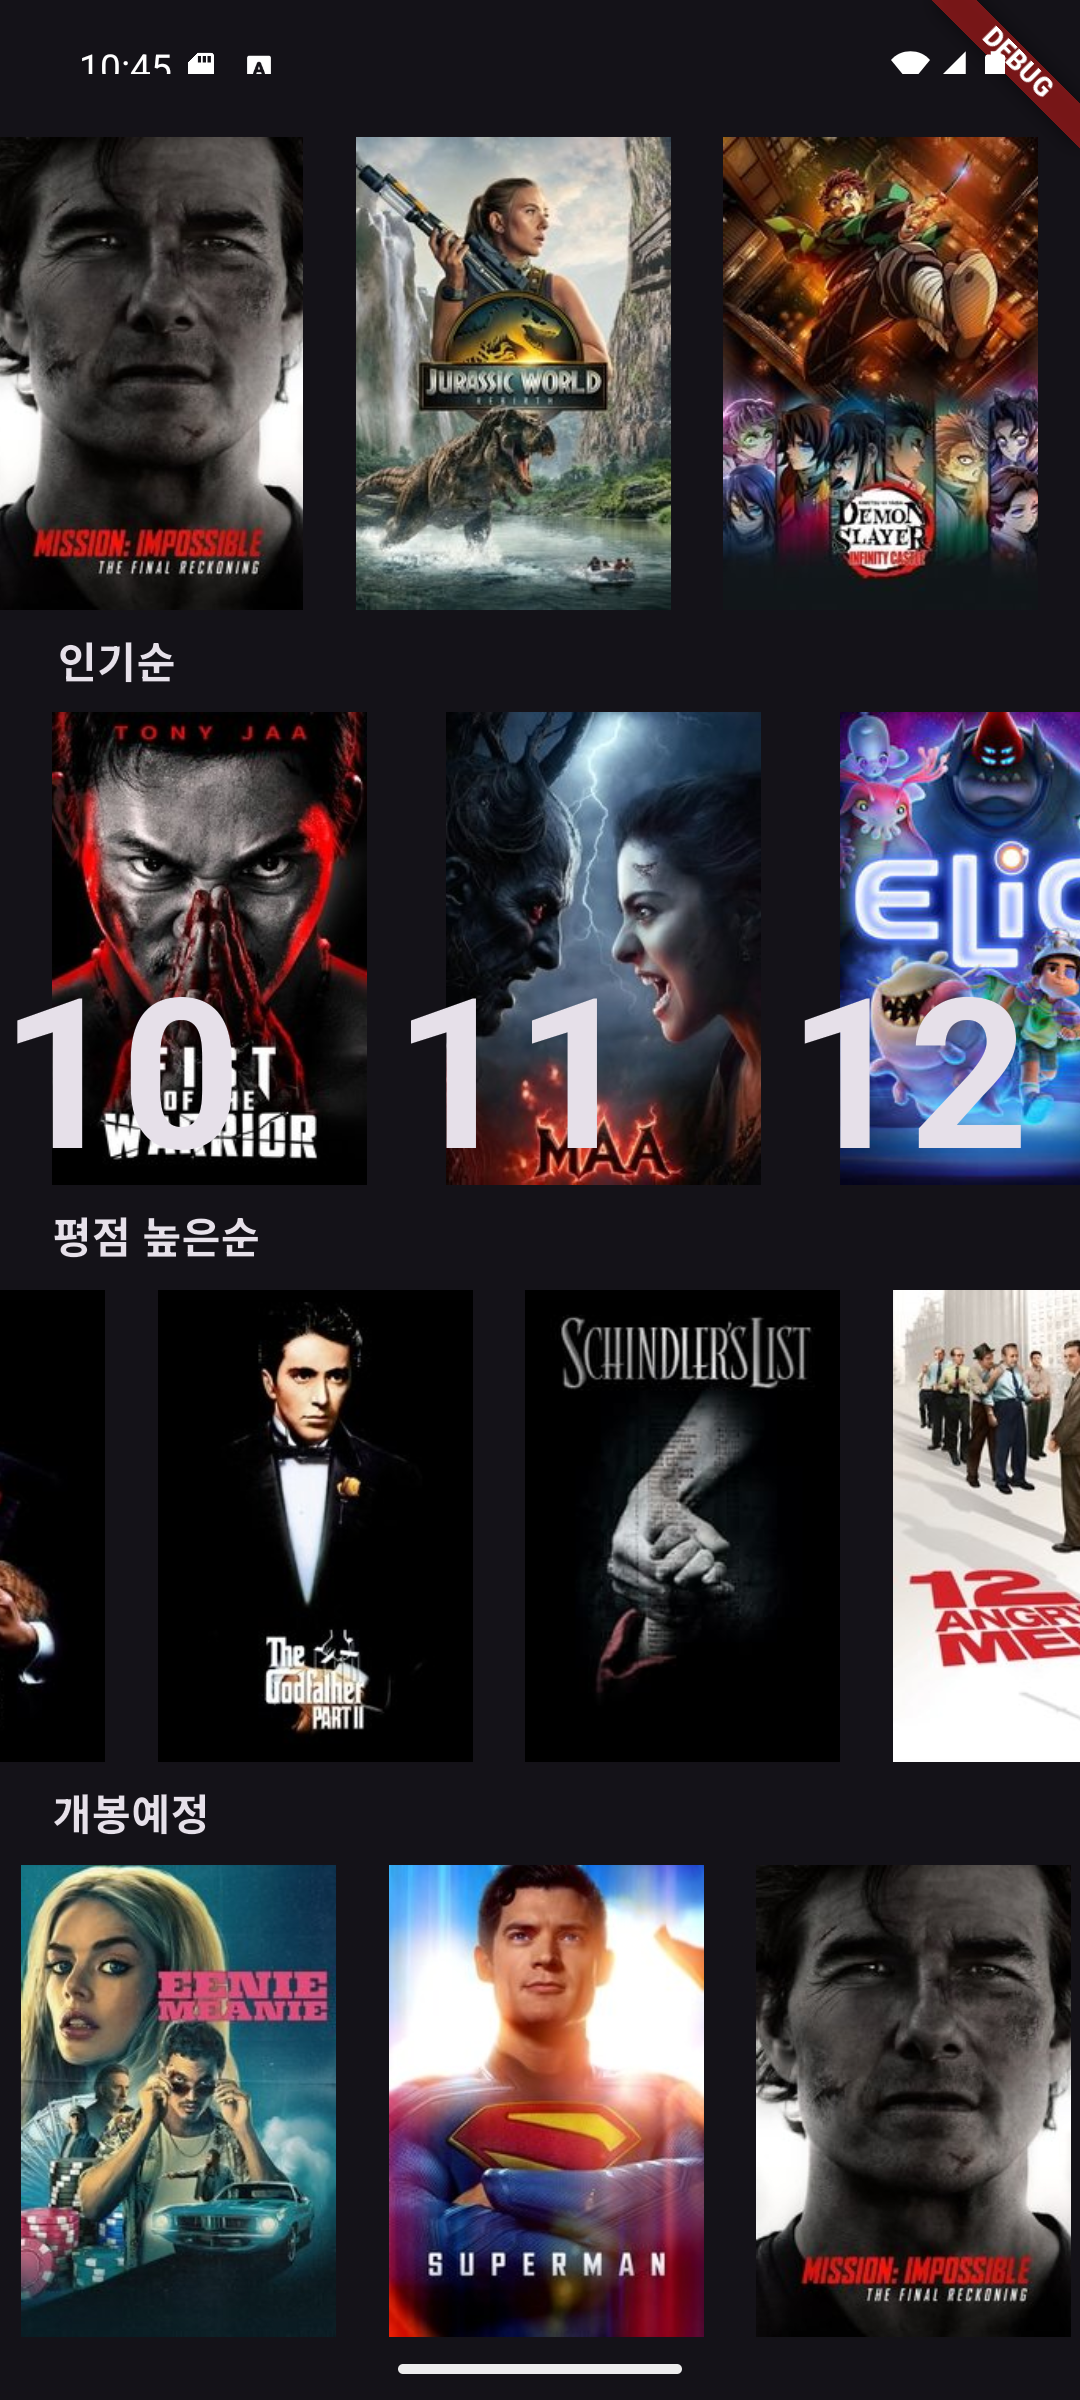 10:45
A
DEBUG
MISSION: IMPOSSIBLE
THE FINAL RECKONING
JURASSIC WORLD
REBIRTH
DEMON
SLAYER
INFINITY CASTLE
인기순
TONY JAA
FIST
OF THE
WARRIOR
10
MAA
11
ELIO
12
평점 높은순
The
Godfather
PART II
SCHINDLER'S LIST
12
ANGRY
MEN
개봉예정
EENIE
MEANIE
SUPERMAN
MISSION: IMPOSSIBLE
THE FINAL RECKONING